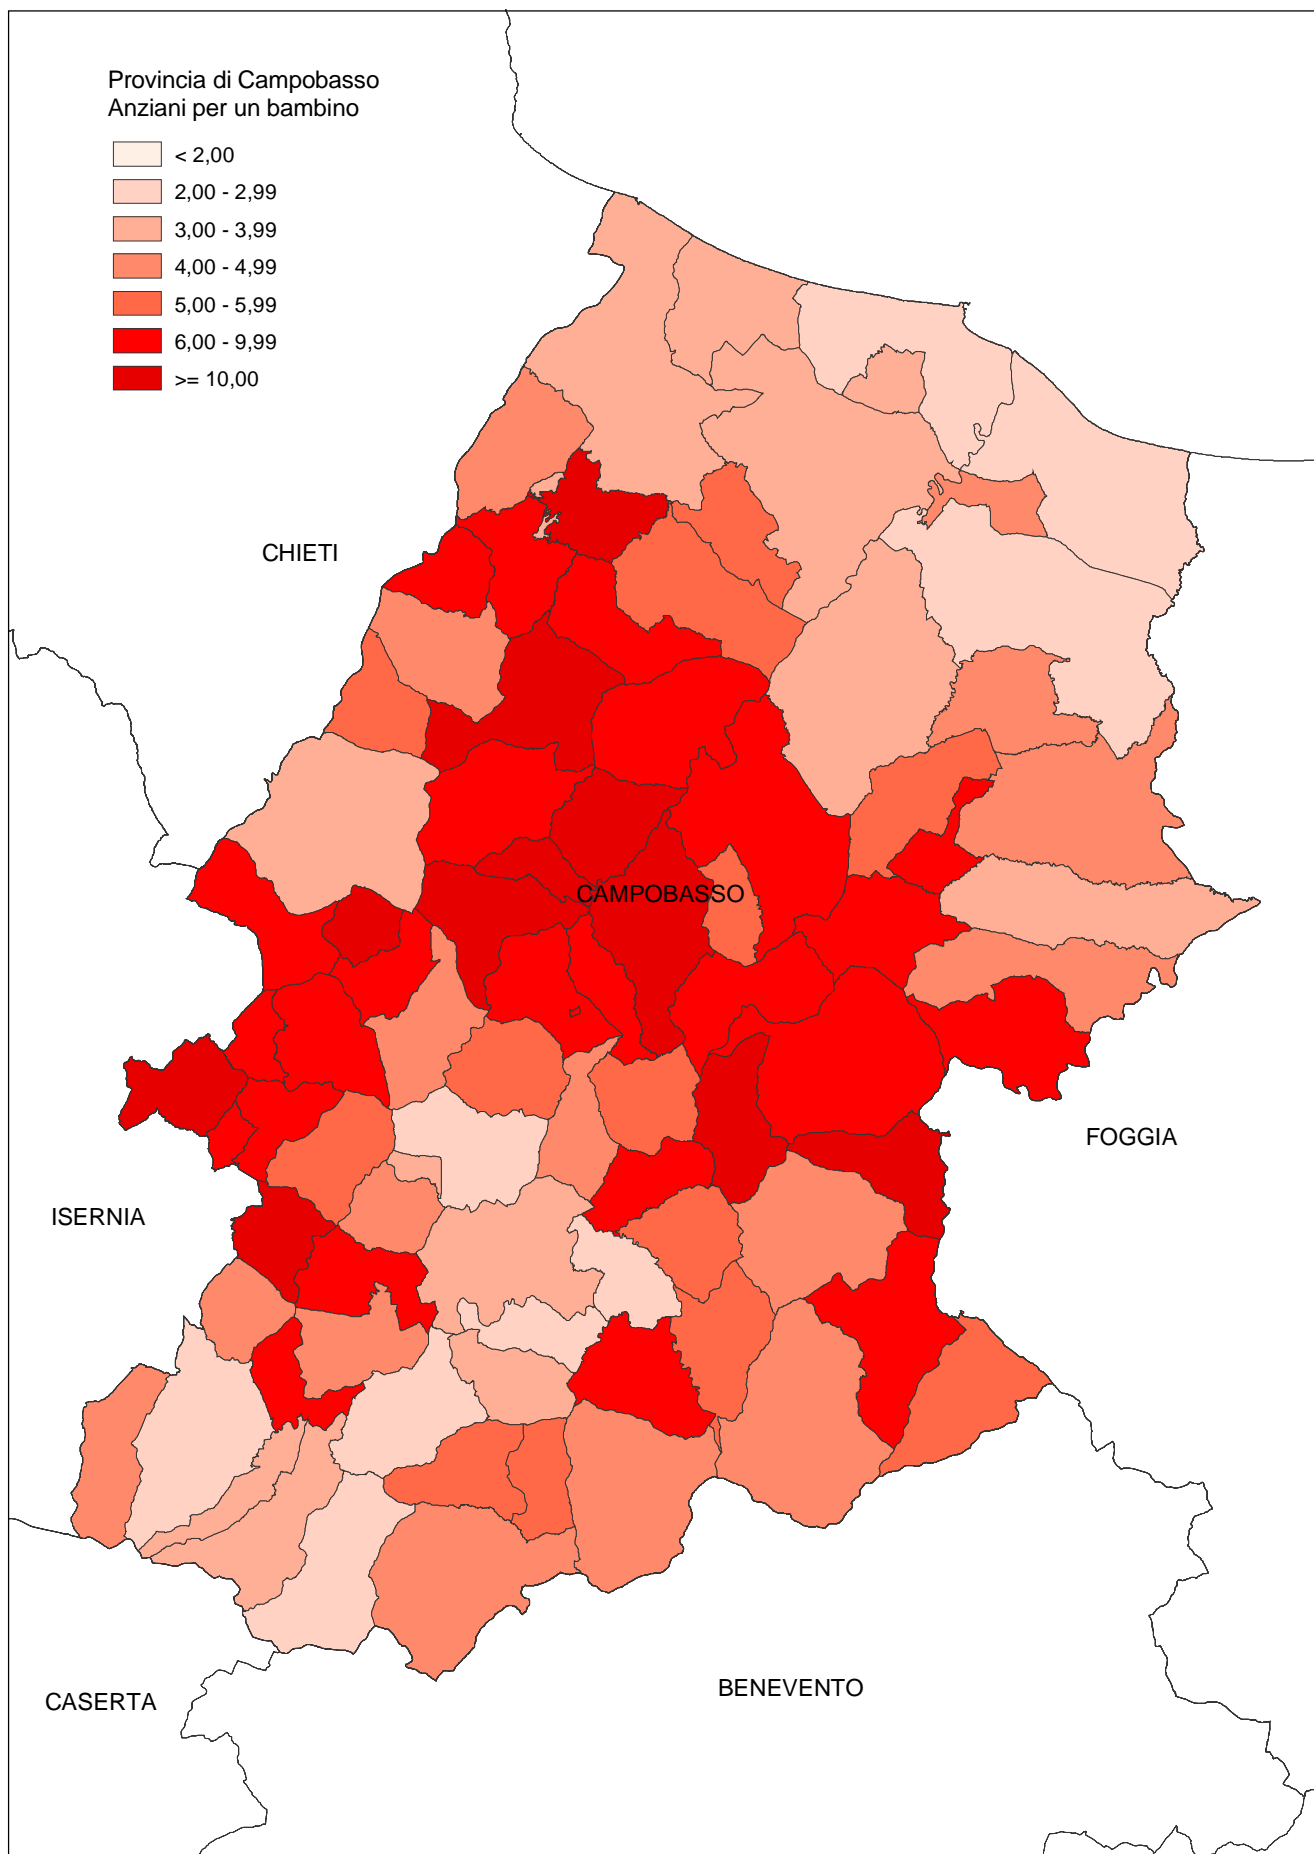 Provincia di Campobasso
Anziani per un bambino
< 2,00
2,00 - 2,99
3,00 - 3,99
4,00 - 4,99
5,00 - 5,99
6,00 - 9,99
>= 10,00
CHIETI
CAMPOBASSO
FOGGIA
ISERNIA
BENEVENTO
CASERTA